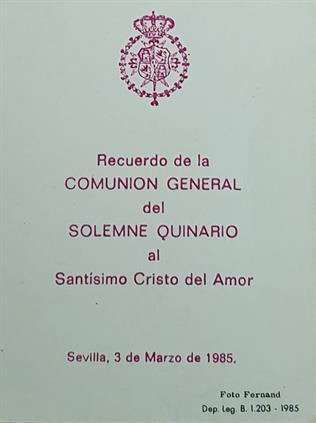 Recuerdo de la
COMUNION GENERAL
del
SOLEMNE QUINARIO
al
Santísimo Cristo del Amor
Sevilla, 3 de Marzo de 1985.
Foto Fernand
Dep. Leg. B. 1.203 - 1985